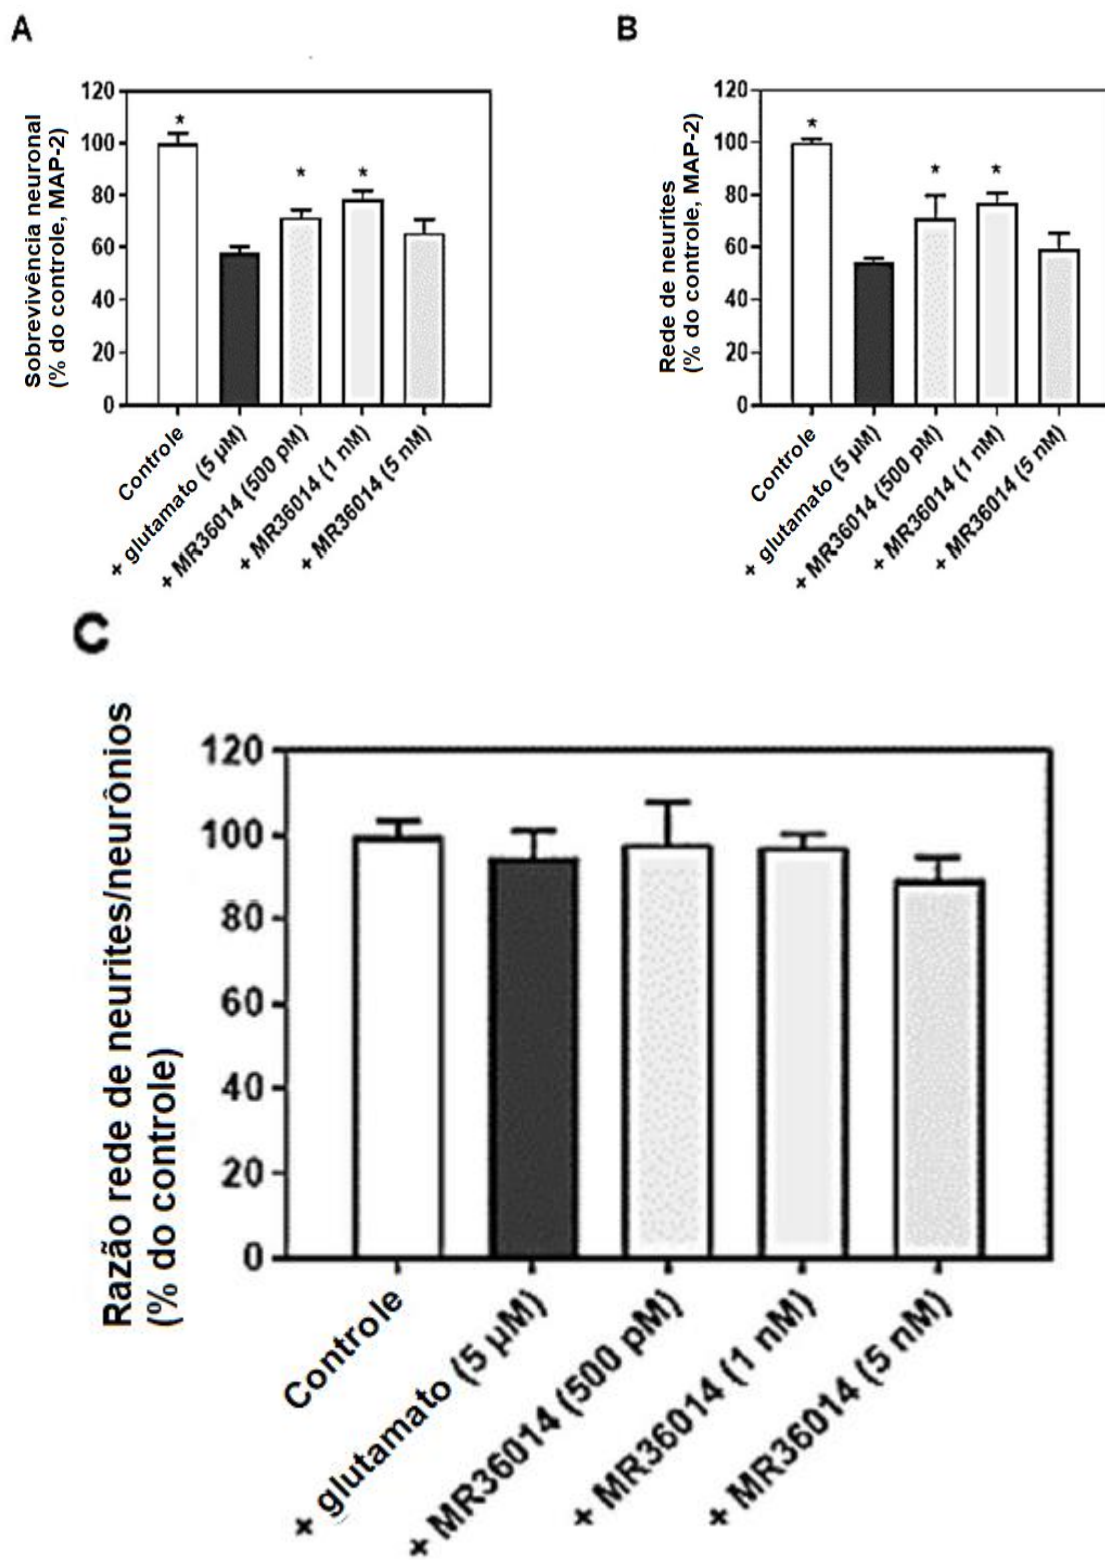 A
Sobrevivência neuronal
(% do controle, MAP-2)
120
100
80
60
40
20
0
*
*
*
Controle
+ glutamato (5 µM)
+ MR36014 (500 pM)
+ MR36014 (1 nM)
+ MR36014 (5 nM)
B
Rede de neurites
(% do controle, MAP-2)
120
100
80
60
40
20
0
*
*
*
Controle
+ glutamato (5 µM)
+ MR36014 (500 pM)
+ MR36014 (1 nM)
+ MR36014 (5 nM)
C
Razão rede de neurites/neurônios
(% do controle)
120
100
80
60
40
20
0
Controle
+ glutamato (5 µM)
+ MR36014 (500 pM)
+ MR36014 (1 nM)
+ MR36014 (5 nM)